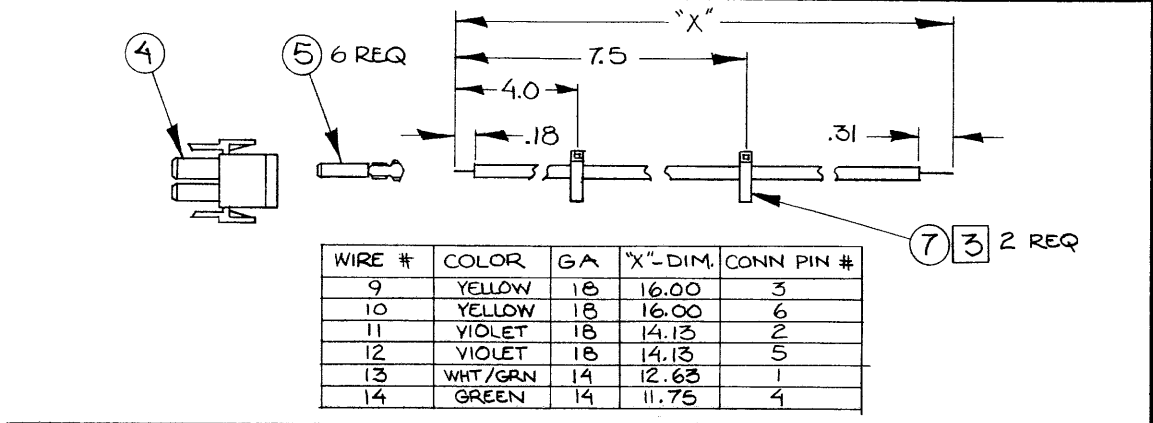 "X"
4
5 6 REQ
7.5
4.0
.18
.31
7 3 2 REQ
WIRE # COLOR GA "X"-DIM. CONN PIN #
9 YELLOW 18 16.00 3
10 YELLOW 18 16.00 6
11 VIOLET 18 14.13 2
12 VIOLET 18 14.13 5
13 WHT/GRN 14 12.63 1
14 GREEN 14 11.75 4